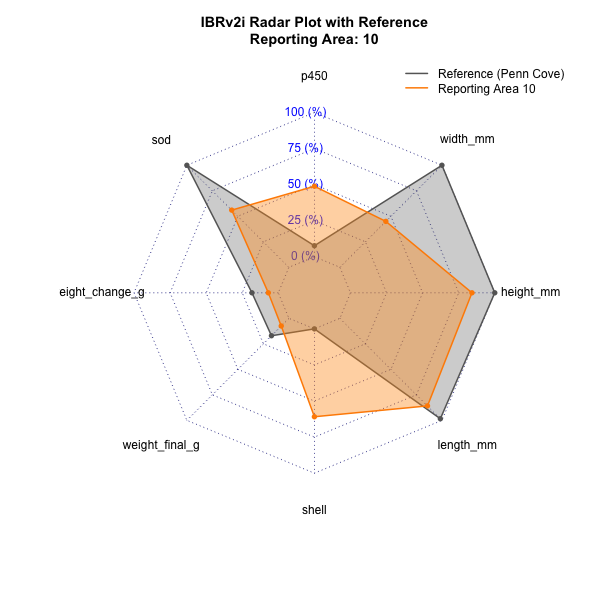 IBRv2i Radar Plot with Reference
Reporting Area: 10
p450
Reference (Penn Cove)
Reporting Area 10
100 (%)
sod
width_mm
75 (%)
50 (%)
25 (%)
0 (%)
eight_change_g
height_mm
weight_final_g
length_mm
shell